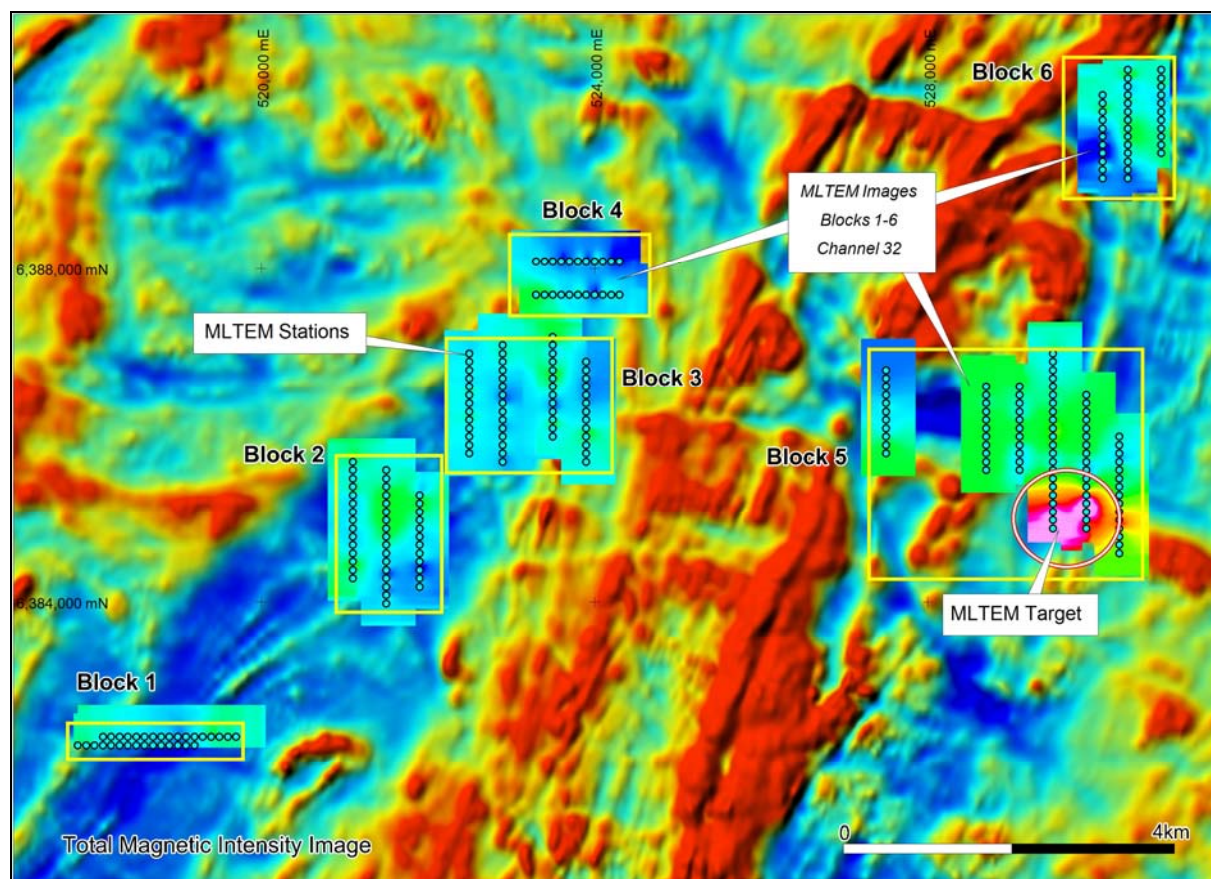 520,000 mE
524,000 mE
528,000 mE
Block 6
MLTEM Images
Blocks 1-6
Channel 32
Block 4
6,388,000 mN
MLTEM Stations
Block 3
Block 2
Block 5
6,384,000 mN
MLTEM Target
Block 1
Total Magnetic Intensity Image
0
4km